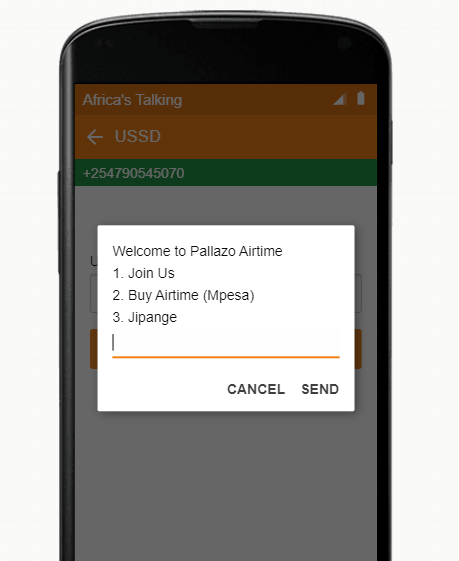 Africa's Talking
USSD
+254790545070
Welcome to Pallazo Airtime
1. Join Us
2. Buy Airtime (Mpesa)
3. Jipange
CANCEL
SEND